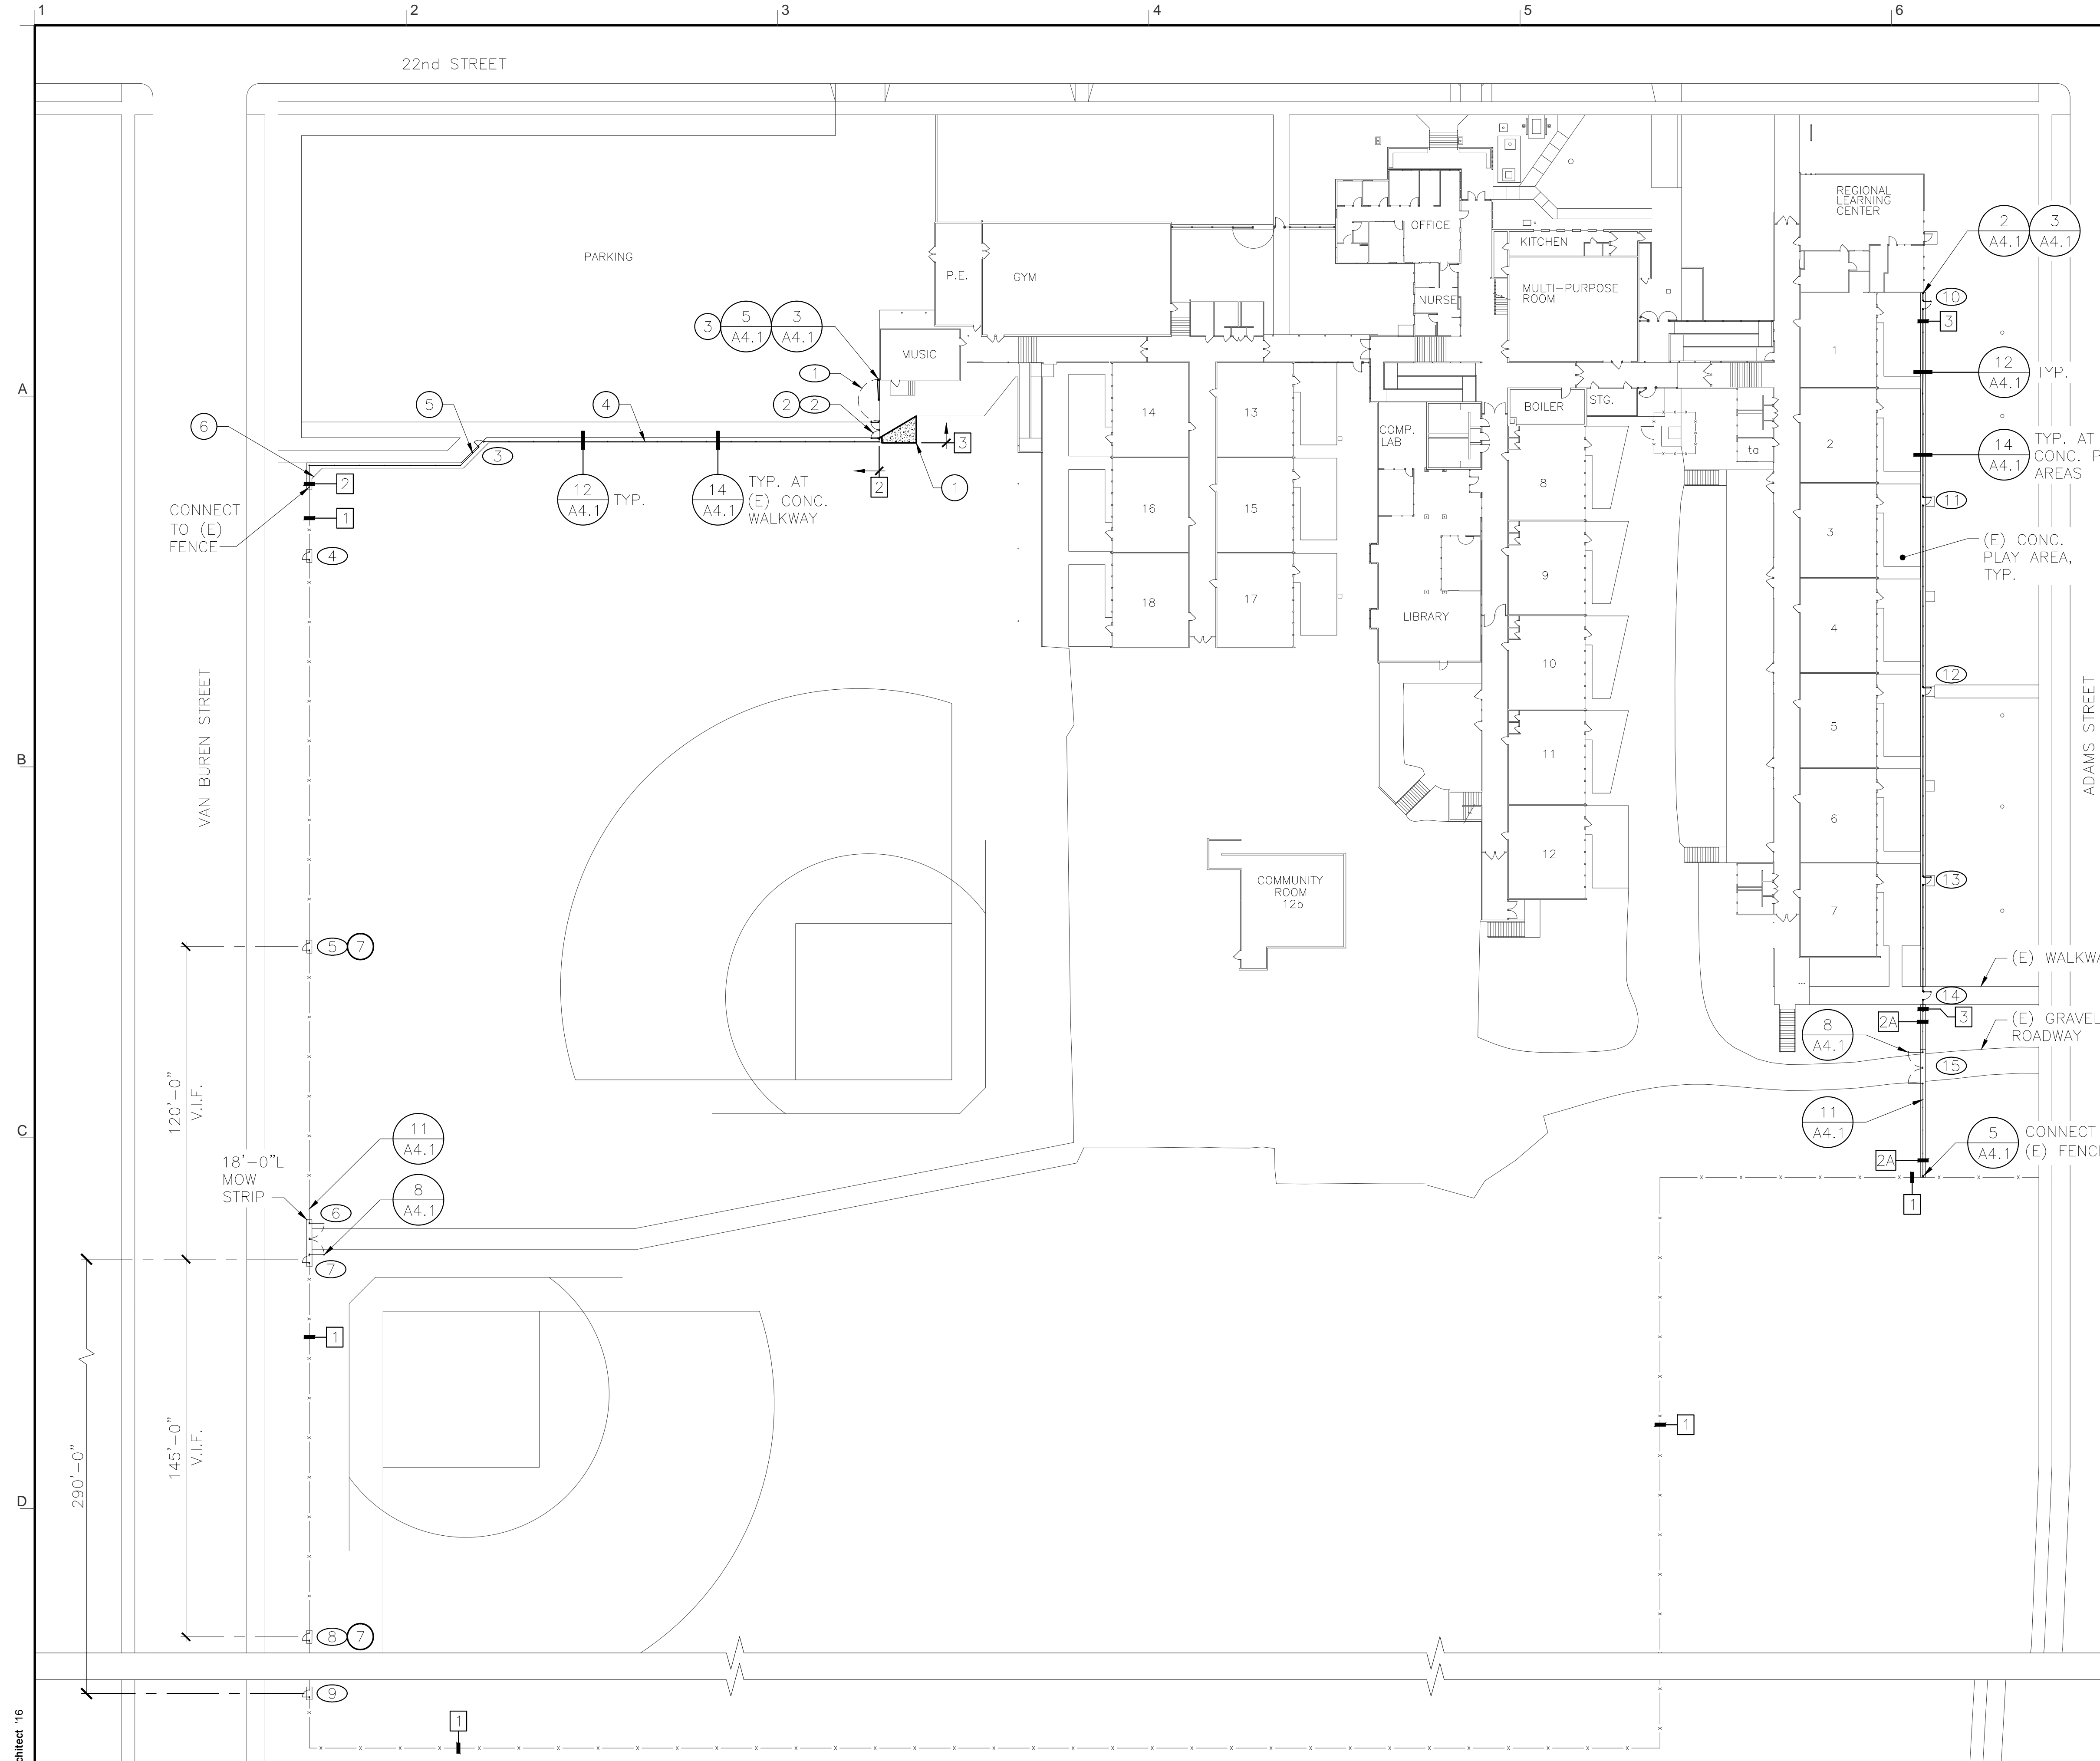 1
2
3
4
5
6
22nd STREET
PARKING
P.E.
GYM
OFFICE
NURSE
KITCHEN
MULTI-PURPOSE
ROOM
REGIONAL
LEARNING
CENTER
2
A4.1
3
A4.1
10
3
12
A4.1
TYP.
14
A4.1
TYP. AT
CONC. P
AREAS
11
(E) CONC.
PLAY AREA,
TYP.
12
13
ADAMS STREET
3
5
A4.1
3
A4.1
MUSIC
1
2
2
A
6
5
4
3
3
2
1
2
1
12
A4.1
TYP.
14
A4.1
TYP. AT
(E) CONC.
WALKWAY
CONNECT
TO (E)
FENCE
4
14
13
16
15
18
17
COMP.
LAB
BOILER
STG.
ta
LIBRARY
8
9
10
11
12
1
2
3
4
5
6
7
VAN BUREN STREET
B
COMMUNITY
ROOM
12b
5
7
120'-0"
V.I.F.
(E) WALKWA
14
3
2A
(E) GRAVEL
ROADWAY
8
A4.1
15
11
A4.1
5
A4.1
CONNECT
(E) FENC
2A
1
C
11
A4.1
18'-0"L
MOW
STRIP
8
A4.1
6
7
1
1
145'-0"
V.I.F.
290'-0"
D
8
7
9
1
chitect '16